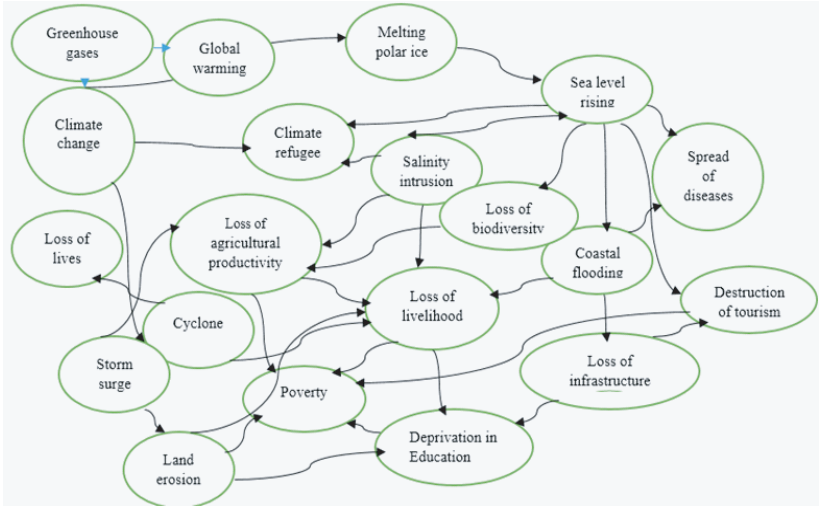 Greenhouse
gases
Global
warming
Melting
polar ice
Sea level
rising
Climate
change
Climate
refugee
Salinity
intrusion
Spread
of
diseases
Loss of
lives
Loss of
agricultural
productivity
Loss of
biodiversity
Coastal
flooding
Cyclone
Loss of
livelihood
Destruction
of tourism
Storm
surge
Poverty
Loss of
infrastructure
Land
erosion
Deprivation in
Education